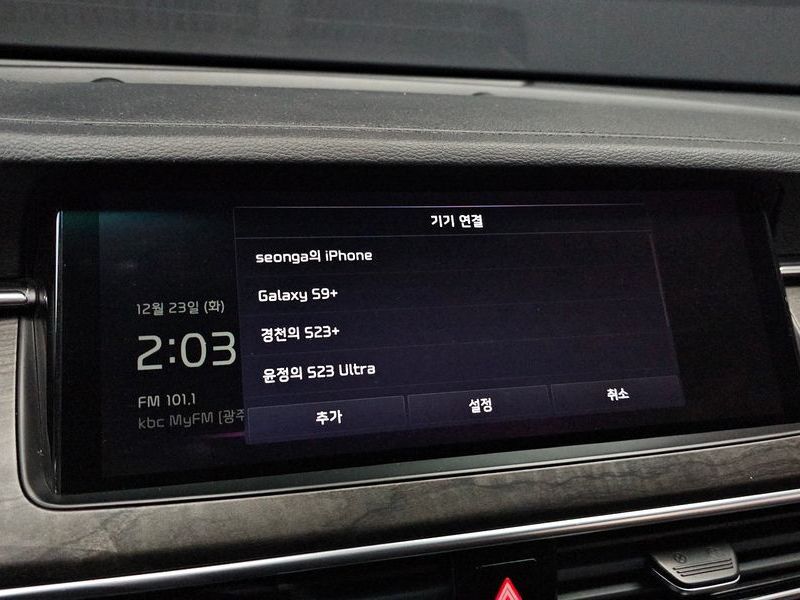 기기 연결
seonga의 iPhone
Galaxy S9+
경천의 S23+
윤정의 S23 Ultra
추가 설정 취소
12월 23일 (화)
2:03
FM 101.1
kbc MyFM [광주